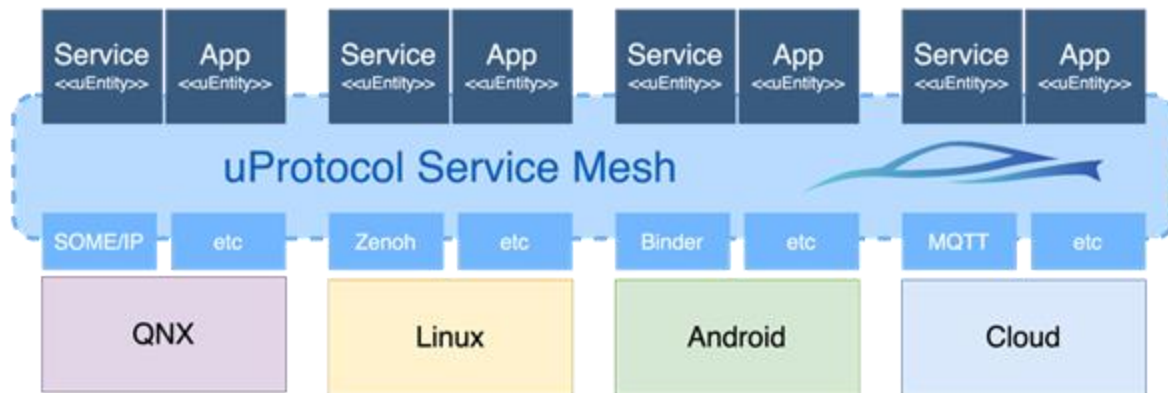 Service App Service App Service App Service App
<<uEntity>> <<uEntity>> <<uEntity>> <<uEntity>> <<uEntity>> <<uEntity>> <<uEntity>> <<uEntity>>
uProtocol Service Mesh
SOME/IP etc Zenoh etc Binder etc MQTT etc
QNX Linux Android Cloud